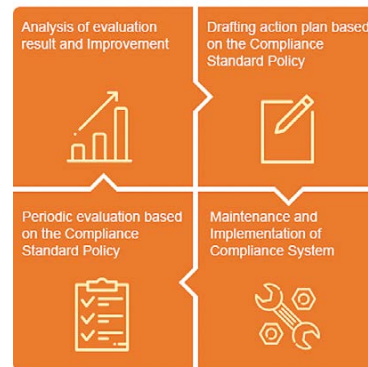 Analysis of evaluation
result and Improvement
Drafting action plan based
on the Compliance
Standard Policy
Periodic evaluation based
on the Compliance
Standard Policy
Maintenance and
Implementation of
Compliance System